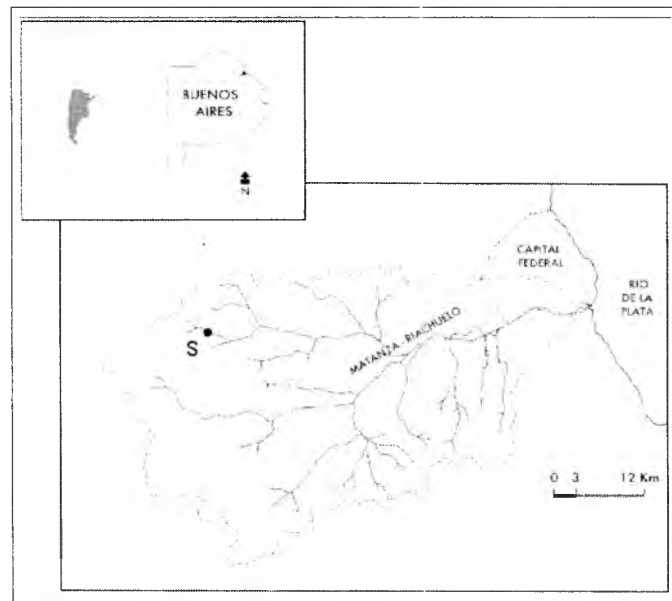 BUENOS
AIRES
N
CAPITAL
FEDERAL
RIO
DE LA
PLATA
MATANZA - RIACHUELO
S
0 3 12 Km